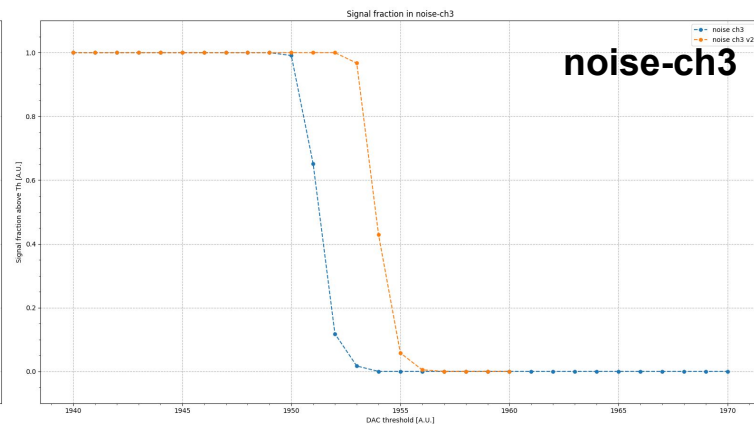 Signal fraction in noise-ch3
noise ch3
noise ch3 v2
noise-ch3
Signal fraction above Th [A.U.]
1.0
0.8
0.6
0.4
0.2
0.0
1940 1945 1950 1955 1960 1965 1970
DAC threshold [A.U.]